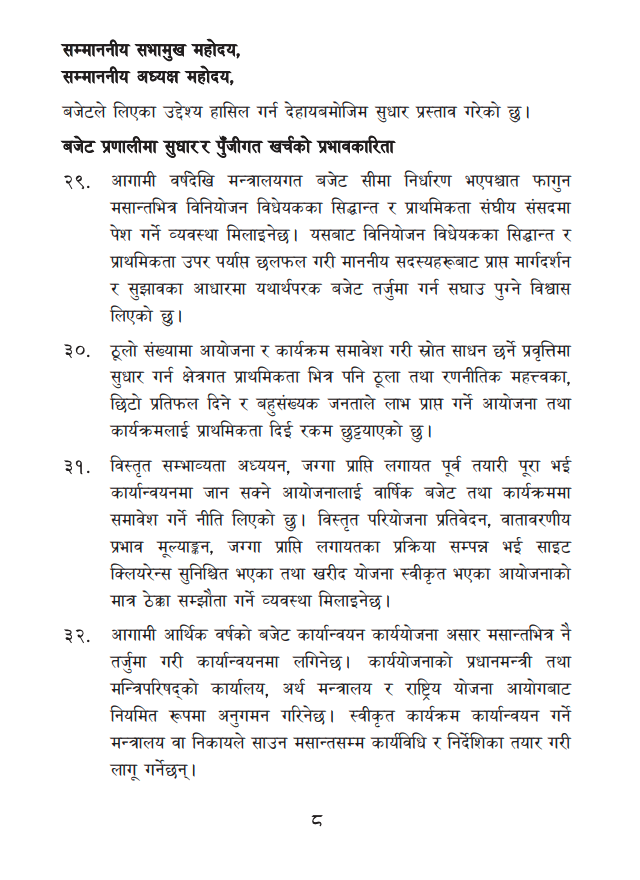 सम्माननीय सभामुख महोदय,
सम्माननीय अध्यक्ष महोदय,
बजेटले लिएका उद्देश्य हासिल गर्न देहायबमोजिम सुधार प्रस्ताव गरेको छु।
बजेट प्रणालीमा सुधार र पुँजीगत खर्चको प्रभावकारिता
२९. आगामी वर्षदेखि मन्त्रालयगत बजेट सीमा निर्धारण भएपश्चात फागुन
मसान्तभित्र विनियोजन विधेयकका सिद्धान्त र प्राथमिकता संघीय संसदमा
पेश गर्ने व्यवस्था मिलाइनेछ। यसबाट विनियोजन विधेयकका सिद्धान्त र
प्राथमिकता उपर पर्याप्त छलफल गरी माननीय सदस्यहरूबाट प्राप्त मार्गदर्शन
र सुझावका आधारमा यथार्थपरक बजेट तर्जुमा गर्न सघाउ पुग्ने विश्वास
लिएको छु।
३०. ठूलो संख्यामा आयोजना र कार्यक्रम समावेश गरी स्रोत साधन छर्ने प्रवृत्तिमा
सुधार गर्न क्षेत्रगत प्राथमिकता भित्र पनि ठूला तथा रणनीतिक महत्त्वका,
छिटो प्रतिफल दिने र बहुसंख्यक जनताले लाभ प्राप्त गर्ने आयोजना तथा
कार्यक्रमलाई प्राथमिकता दिई रकम छुट्टयाएको छु।
३१. विस्तृत सम्भाव्यता अध्ययन, जग्गा प्राप्ति लगायत पूर्व तयारी पूरा भई
कार्यान्वयनमा जान सक्ने आयोजनालाई वार्षिक बजेट तथा कार्यक्रममा
समावेश गर्ने नीति लिएको छु। विस्तृत परियोजना प्रतिवेदन, वातावरणीय
प्रभाव मूल्याङ्कन, जग्गा प्राप्ति लगायतका प्रक्रिया सम्पन्न भई साइट
क्लियरेन्स सुनिश्चित भएका तथा खरीद योजना स्वीकृत भएका आयोजनाको
मात्र ठेक्का सम्झौता गर्ने व्यवस्था मिलाइनेछ।
३२. आगामी आर्थिक वर्षको बजेट कार्यान्वयन कार्ययोजना असार मसान्तभित्र नै
तर्जुमा गरी कार्यान्वयनमा लगिनेछ। कार्ययोजनाको प्रधानमन्त्री तथा
मन्त्रिपरिषद्को कार्यालय, अर्थ मन्त्रालय र राष्ट्रिय योजना आयोगबाट
नियमित रूपमा अनुगमन गरिनेछ। स्वीकृत कार्यक्रम कार्यान्वयन गर्ने
मन्त्रालय वा निकायले साउन मसान्तसम्म कार्यविधि र निर्देशिका तयार गरी
लागू गर्नेछन्।
८